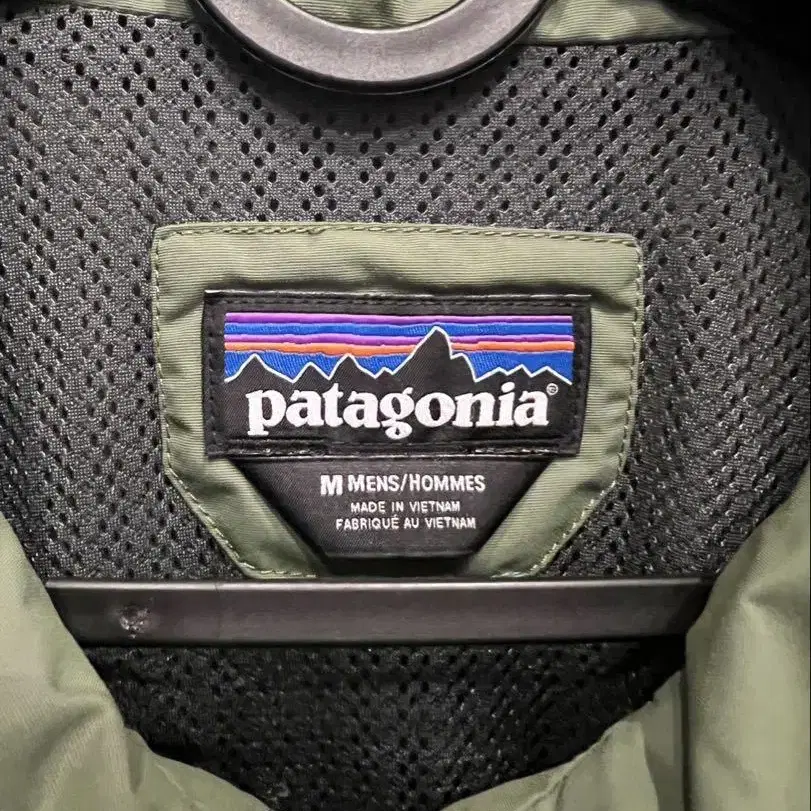 patagonia®
M MENS/HOMMES
MADE IN VIETNAM
FABRIQUÉ AU VIETNAM